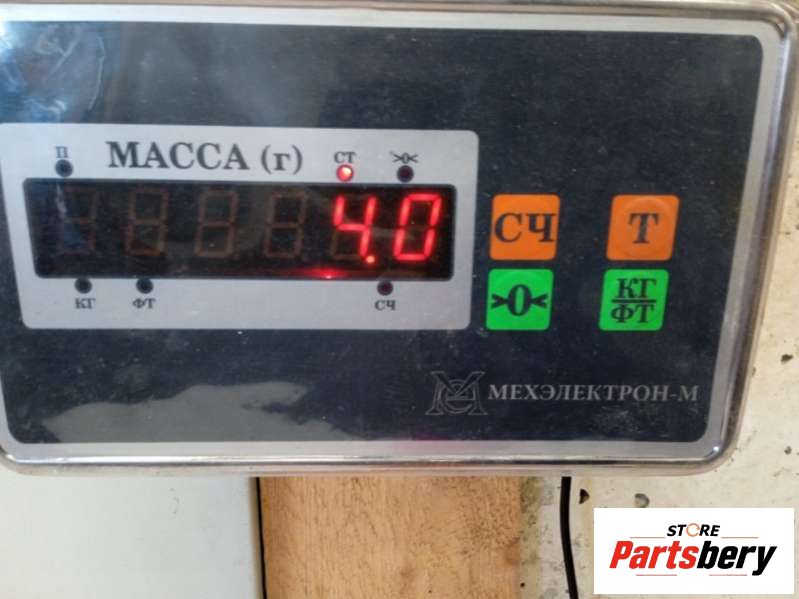 МАССА (г)
П
СТ
>0<
4.0
КГ
ФТ
СЧ
СЧ
Т
>0<
КГ
ФТ
МЕХЭЛЕКТРОН-М
STORE
Partsbery